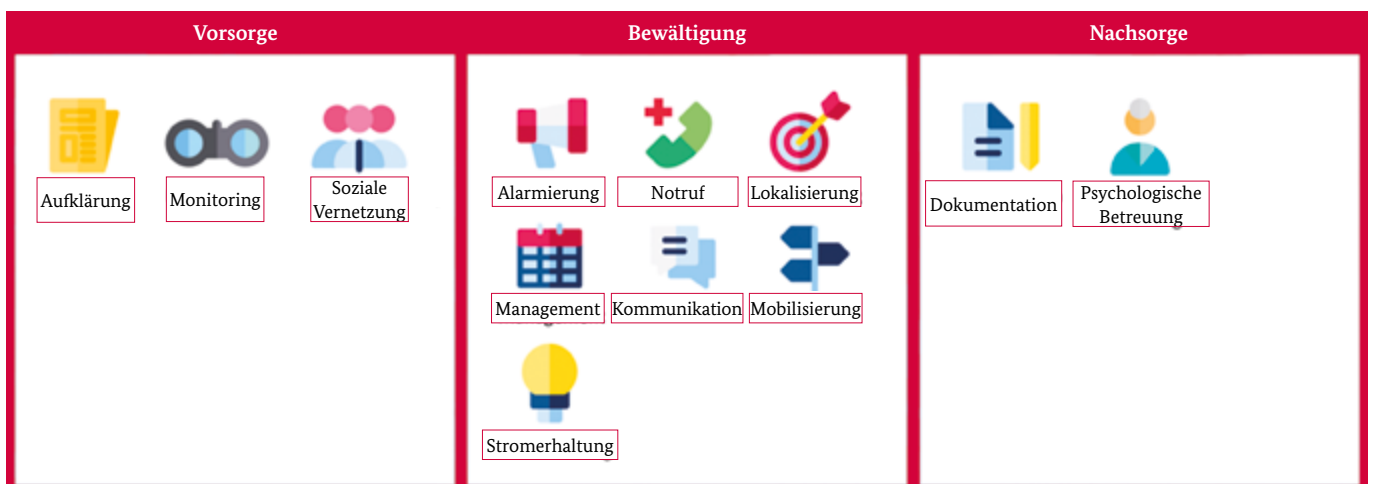 Vorsorge
Bewältigung
Nachsorge
Aufklärung
Monitoring
Soziale
Vernetzung
Alarmierung
Notruf
Lokalisierung
Management
Kommunikation
Mobilisierung
Stromerhaltung
Dokumentation
Psychologische
Betreuung